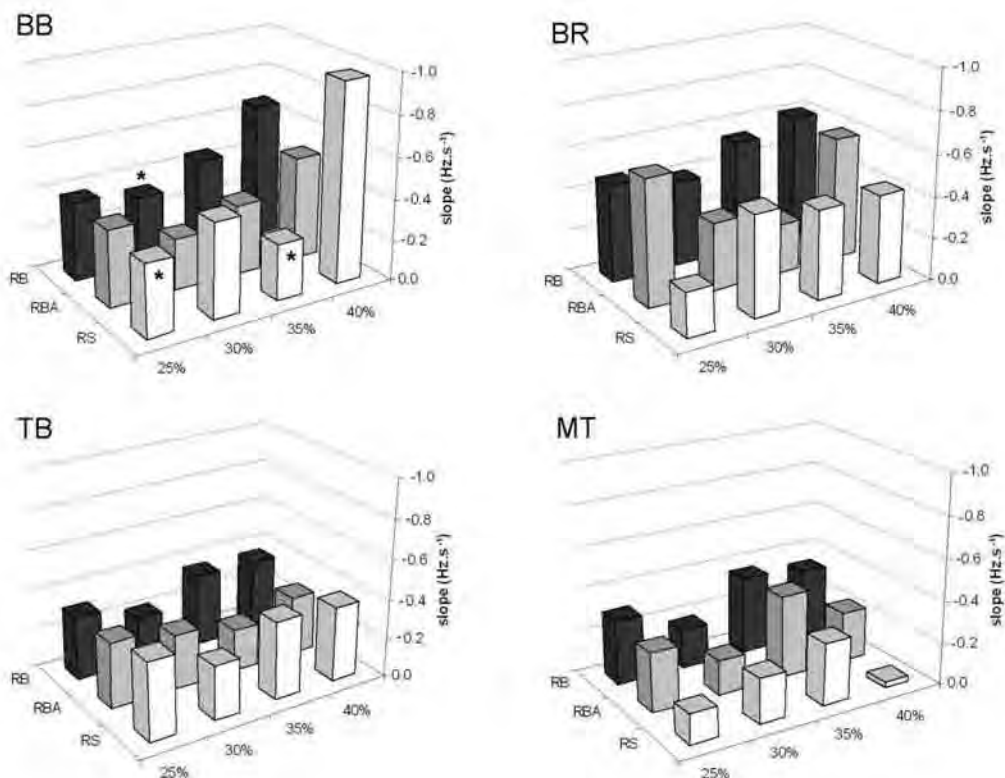 BB
-1.0
-0.8
-0.6
-0.4
-0.2
0.0
slope (Hz.s⁻¹)
*
*
*
RB
RBA
RS
25%
30%
35%
40%
BR
-1.0
-0.8
-0.6
-0.4
-0.2
0.0
slope (Hz.s⁻¹)
RB
RBA
RS
25%
30%
35%
40%
TB
-1.0
-0.8
-0.6
-0.4
-0.2
0.0
slope (Hz.s⁻¹)
RB
RBA
RS
25%
30%
35%
40%
MT
-1.0
-0.8
-0.6
-0.4
-0.2
0.0
slope (Hz.s⁻¹)
RB
RBA
RS
25%
30%
35%
40%